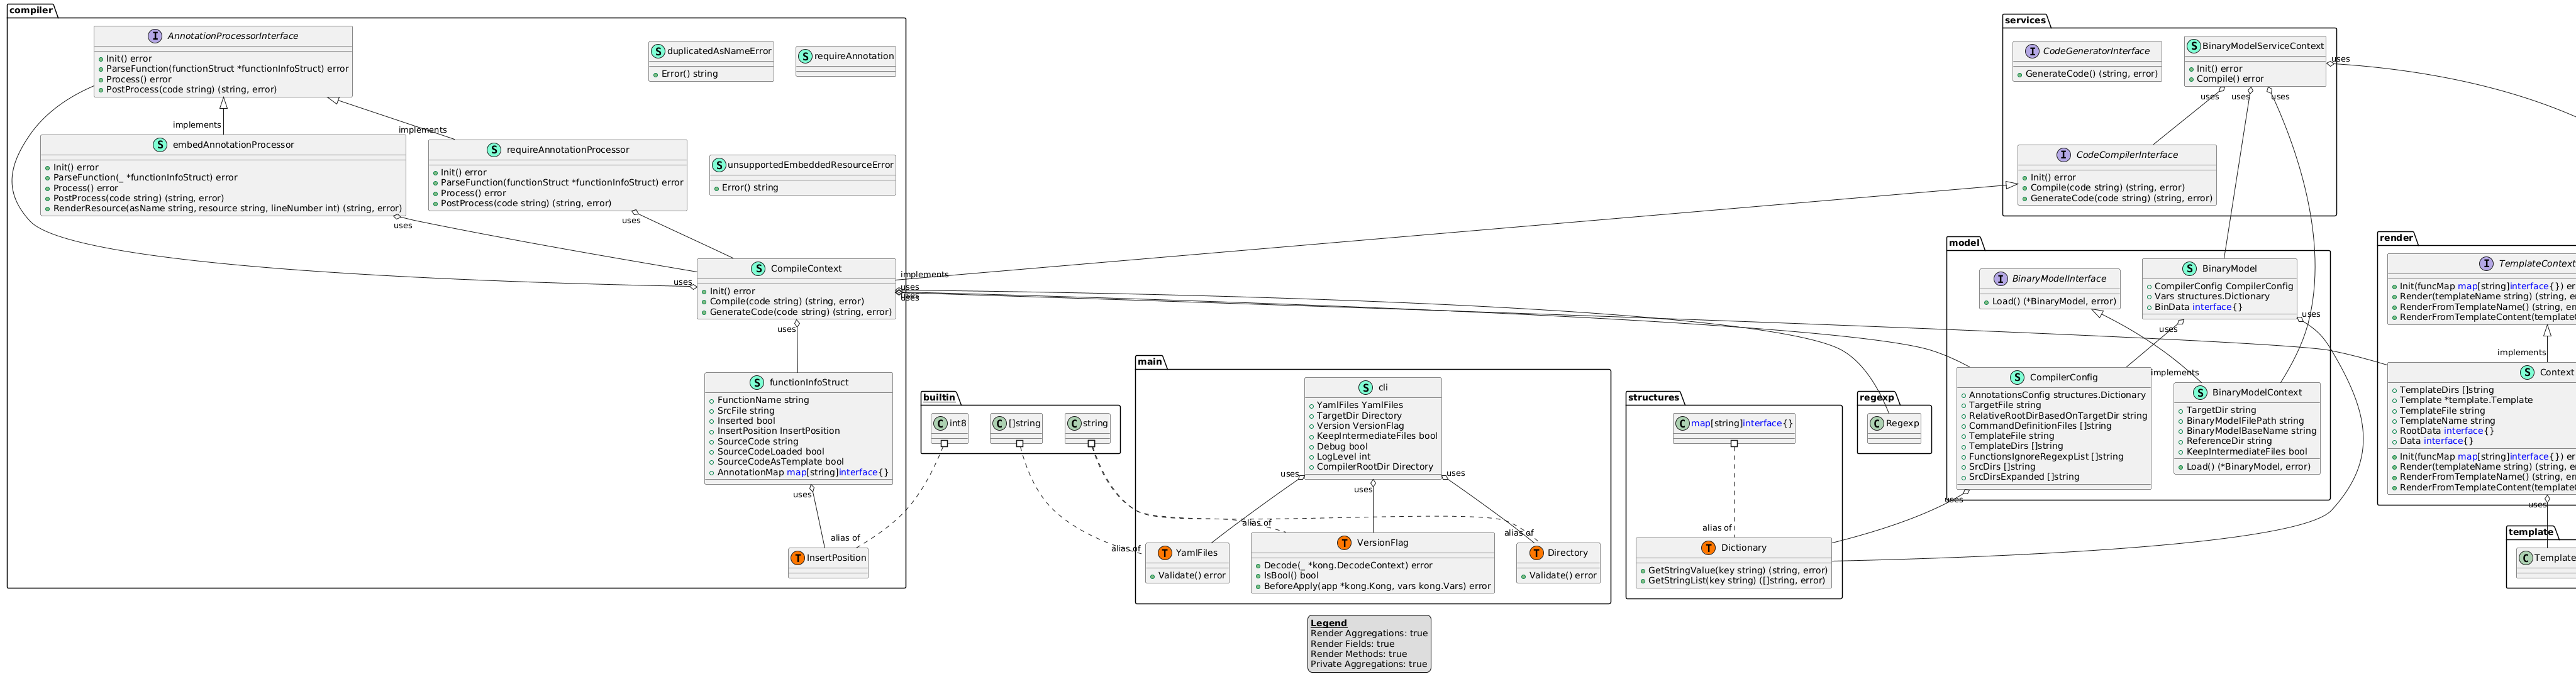 compiler
AnnotationProcessorInterface
Init() error
ParseFunction(functionStruct *functionInfoStruct) error
Process() error
PostProcess(code string) (string, error)
duplicatedAsNameError
Error() string
requireAnnotation
implements
implements
embedAnnotationProcessor
Init() error
ParseFunction(_ *functionInfoStruct) error
Process() error
PostProcess(code string) (string, error)
RenderResource(asName string, resource string, lineNumber int) (string, error)
requireAnnotationProcessor
Init() error
ParseFunction(functionStruct *functionInfoStruct) error
Process() error
PostProcess(code string) (string, error)
unsupportedEmbeddedResourceError
Error() string
uses
uses
uses
CompileContext
Init() error
Compile(code string) (string, error)
GenerateCode(code string) (string, error)
implements
uses
uses
uses
functionInfoStruct
FunctionName string
SrcFile string
Inserted bool
InsertPosition InsertPosition
SourceCode string
SourceCodeLoaded bool
SourceCodeAsTemplate bool
AnnotationMap map[string]interface{}
uses
alias of
InsertPosition
builtin
int8
[]string
string
main
cli
YamlFiles YamlFiles
TargetDir Directory
Version VersionFlag
KeepIntermediateFiles bool
Debug bool
LogLevel int
CompilerRootDir Directory
uses
uses
uses
alias of
alias of
alias of
YamlFiles
Validate() error
VersionFlag
Decode(_ *kong.DecodeContext) error
IsBool() bool
BeforeApply(app *kong.Kong, vars kong.Vars) error
Directory
Validate() error
structures
map[string]interface{}
alias of
Dictionary
GetStringValue(key string) (string, error)
GetStringList(key string) ([]string, error)
regexp
Regexp
services
CodeGeneratorInterface
GenerateCode() (string, error)
BinaryModelServiceContext
Init() error
Compile() error
uses
uses
uses
uses
CodeCompilerInterface
Init() error
Compile(code string) (string, error)
GenerateCode(code string) (string, error)
model
BinaryModelInterface
Load() (*BinaryModel, error)
BinaryModel
CompilerConfig CompilerConfig
Vars structures.Dictionary
BinData interface{}
uses
uses
implements
CompilerConfig
AnnotationsConfig structures.Dictionary
TargetFile string
RelativeRootDirBasedOnTargetDir string
CommandDefinitionFiles []string
TemplateFile string
TemplateDirs []string
FunctionsIgnoreRegexpList []string
SrcDirs []string
SrcDirsExpanded []string
uses
BinaryModelContext
TargetDir string
BinaryModelFilePath string
BinaryModelBaseName string
ReferenceDir string
KeepIntermediateFiles bool
Load() (*BinaryModel, error)
render
TemplateContext
Init(funcMap map[string]interface{}) er
Render(templateName string) (string, e
RenderFromTemplateName() (string, e
RenderFromTemplateContent(template
implements
Context
TemplateDirs []string
Template *template.Template
TemplateFile string
TemplateName string
RootData interface{}
Data interface{}
Init(funcMap map[string]interface{}) er
Render(templateName string) (string, e
RenderFromTemplateName() (string, e
RenderFromTemplateContent(template
uses
template
Template
Legend
Render Aggregations: true
Render Fields: true
Render Methods: true
Private Aggregations: true